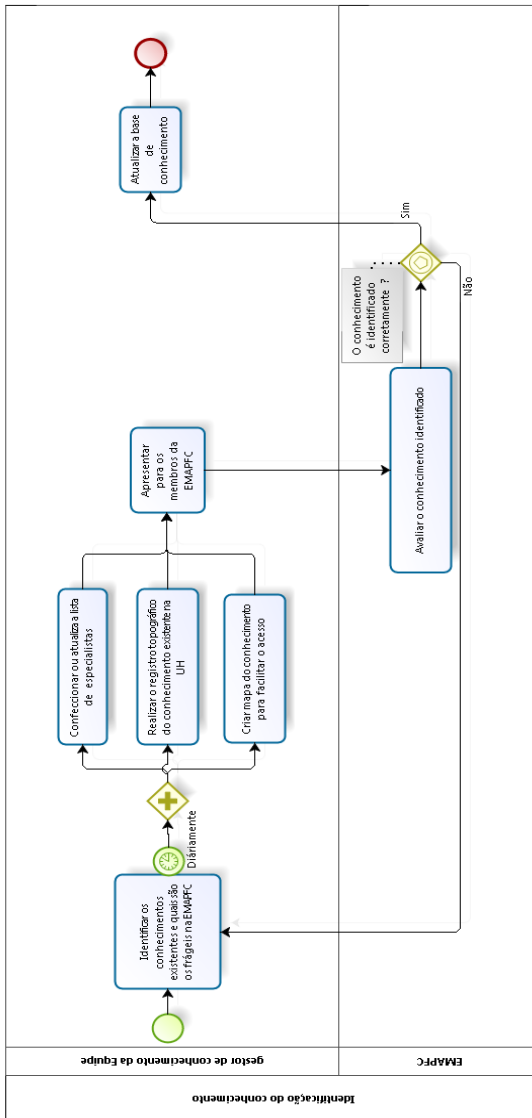 Identificação do conhecimento
gestor de conhecimento da Equipe
EMAPFC
Identificar os
conhecimentos
existentes e quais são
os frágeis na EMAPFC
Diáriamente
Confeccionar ou atualiza a lista
de especialistas
Realizar o registro topográfico
do conhecimento existente na
UH
Criar mapa do conhecimento
para facilitar o acesso
Apresentar
para os
membros da
EMAPFC
Avaliar o conhecimento identificado
O conhecimento
é identificado
corretamente ?
Sim
Não
Atualizar a base
de
conhecimento